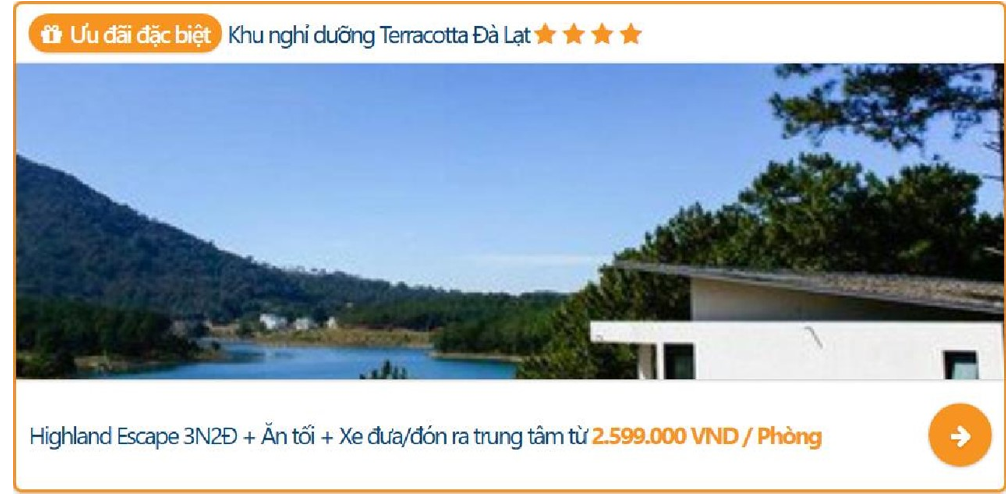 Ưu đãi đặc biệt Khu nghỉ dưỡng Terracotta Đà Lạt
Highland Escape 3N2Đ + Ăn tối + Xe đưa/đón ra trung tâm từ 2.599.000 VND / Phòng